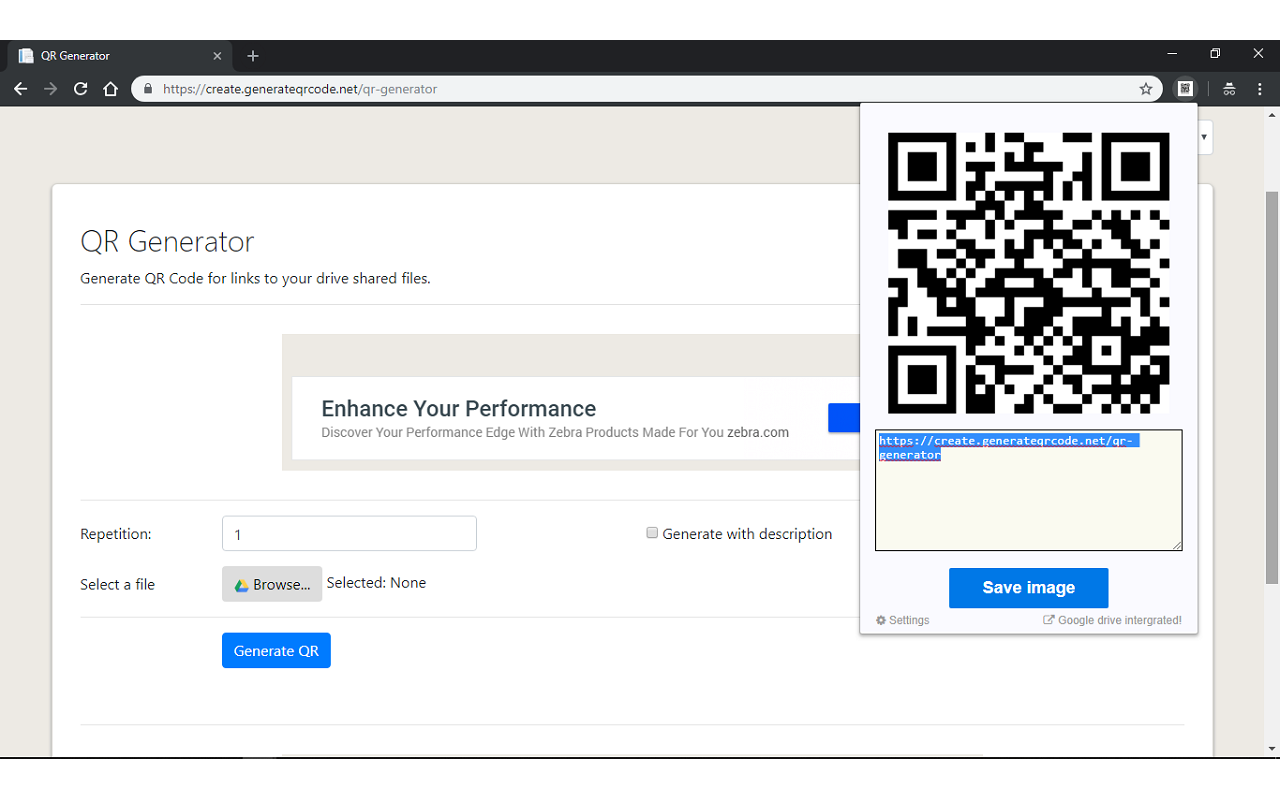 QR Generator
https://create.generateqrcode.net/qr-generator
QR Generator
Generate QR Code for links to your drive shared files.
Enhance Your Performance
Discover Your Performance Edge With Zebra Products Made For You zebra.com
Repetition:
1
Generate with description
Select a file
Browse...
Selected: None
Generate QR
https://create.generateqrcode.net/qr-
generator
Save image
Settings
Google drive intergrated!